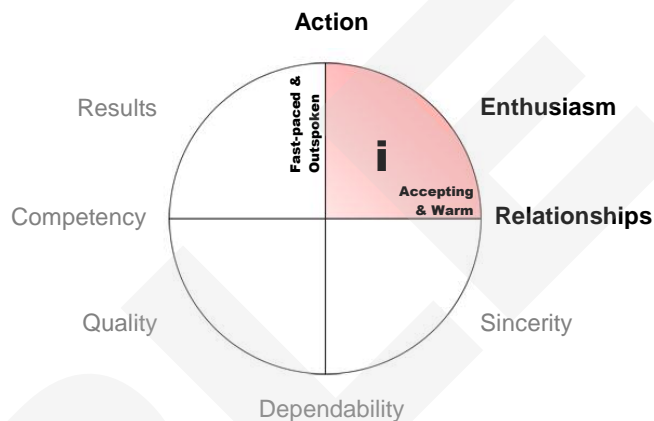 Action
Results
Fast-paced &
Outspoken
Enthusiasm
i
Accepting
& Warm
Competency
Relationships
Quality
Sincerity
Dependability